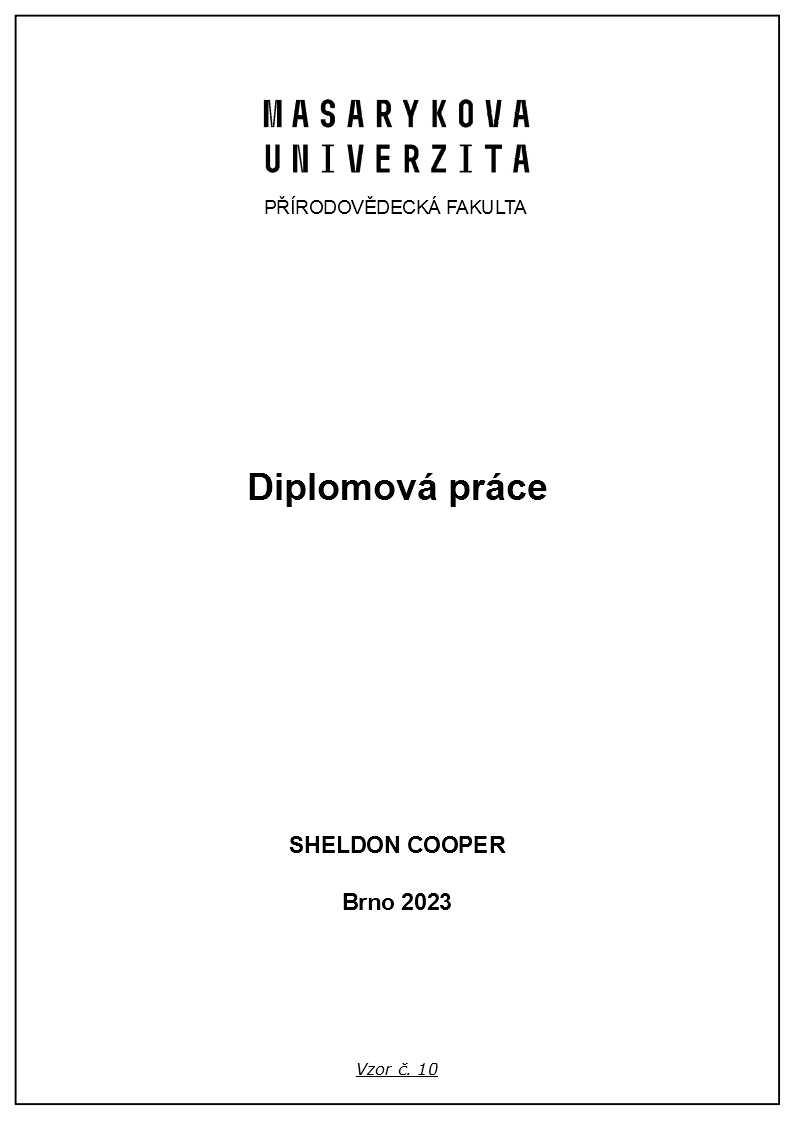 MASARYKOVA
UNIVERZITA
PŘÍRODOVĚDECKÁ FAKULTA
Diplomová práce
SHELDON COOPER
Brno 2023
Vzor č. 10